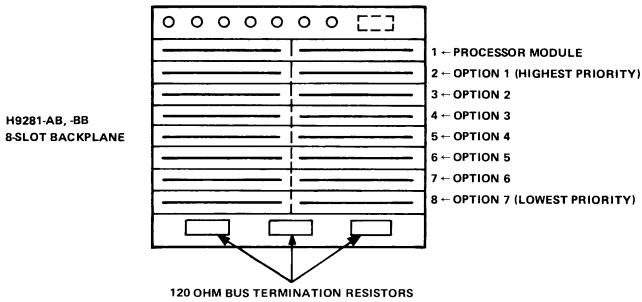 1 ← PROCESSOR MODULE
2 ← OPTION 1 (HIGHEST PRIORITY)
3 ← OPTION 2
H9281-AB, -BB
8-SLOT BACKPLANE
4 ← OPTION 3
5 ← OPTION 4
6 ← OPTION 5
7 ← OPTION 6
8 ← OPTION 7 (LOWEST PRIORITY)
120 OHM BUS TERMINATION RESISTORS